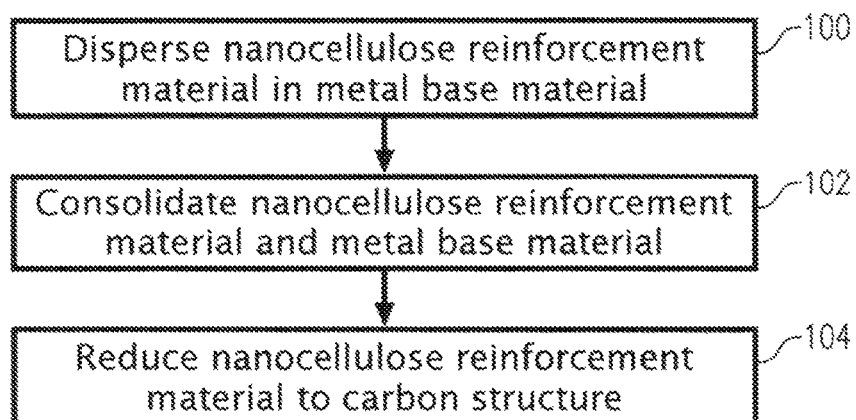 Disperse nanocellulose reinforcement
material in metal base material
100
Consolidate nanocellulose reinforcement
material and metal base material
102
Reduce nanocellulose reinforcement
material to carbon structure
104